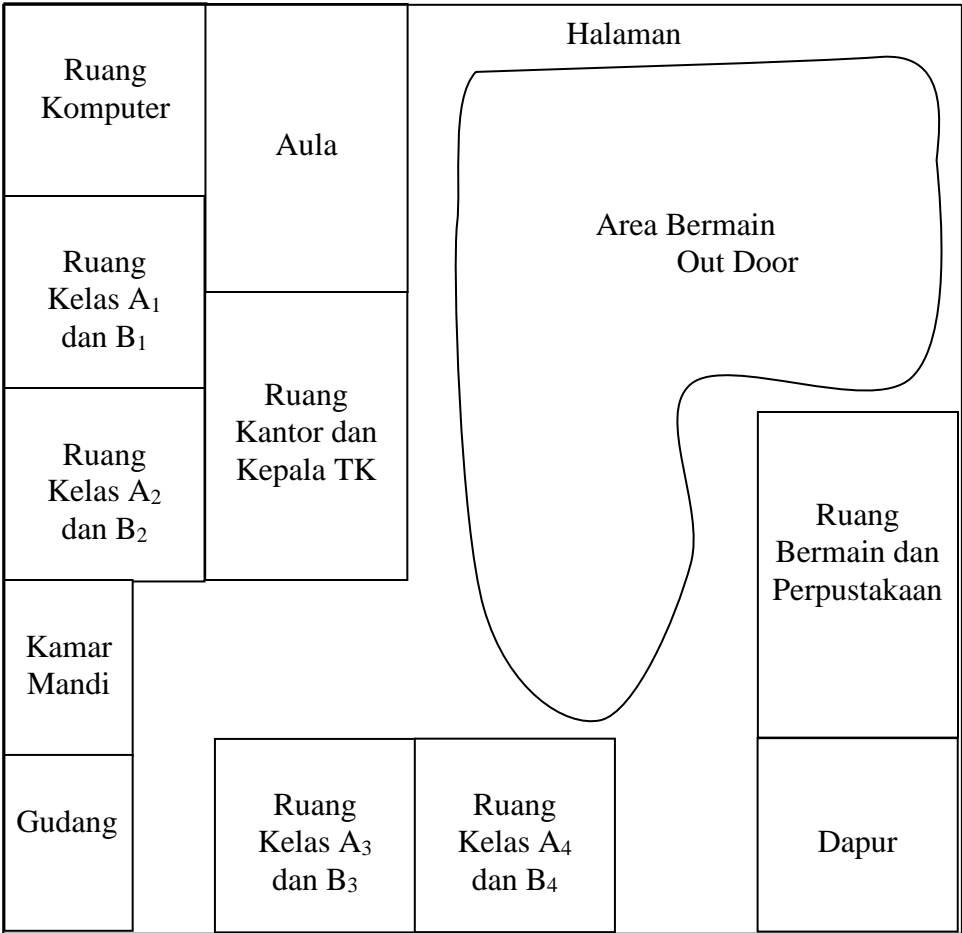 Halaman
Ruang
Komputer
Aula
Area Bermain
Out Door
Ruang
Kelas A₁
dan B₁
Ruang
Kantor dan
Kepala TK
Ruang
Kelas A₂
dan B₂
Ruang
Bermain dan
Perpustakaan
Kamar
Mandi
Gudang
Ruang
Kelas A₃
dan B₃
Ruang
Kelas A₄
dan B₄
Dapur